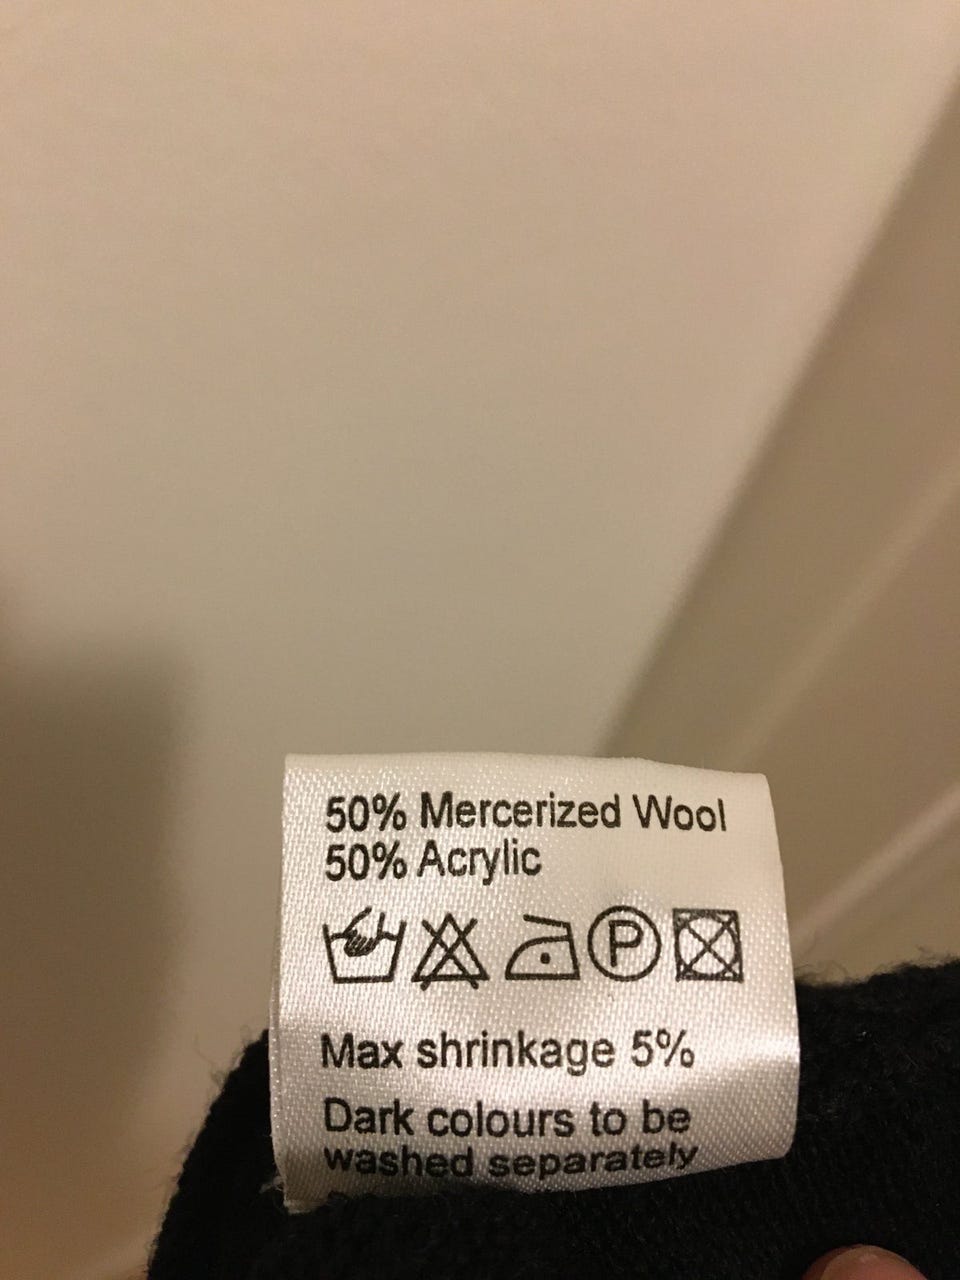 50% Mercerized Wool
50% Acrylic
P
Max shrinkage 5%
Dark colours to be
washed separately